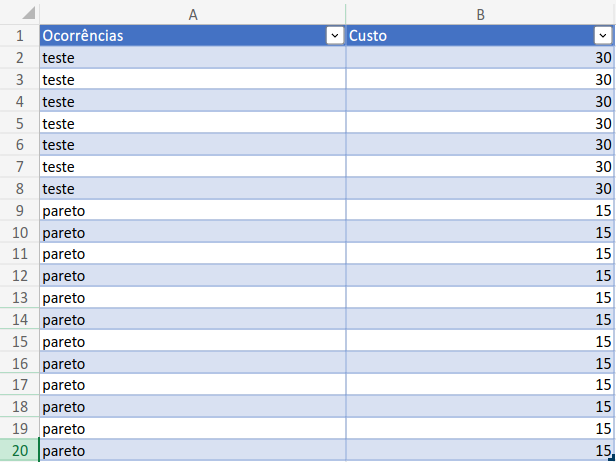 A B
1 Ocorrências Custo
2 teste 30
3 teste 30
4 teste 30
5 teste 30
6 teste 30
7 teste 30
8 teste 30
9 pareto 15
10 pareto 15
11 pareto 15
12 pareto 15
13 pareto 15
14 pareto 15
15 pareto 15
16 pareto 15
17 pareto 15
18 pareto 15
19 pareto 15
20 pareto 15